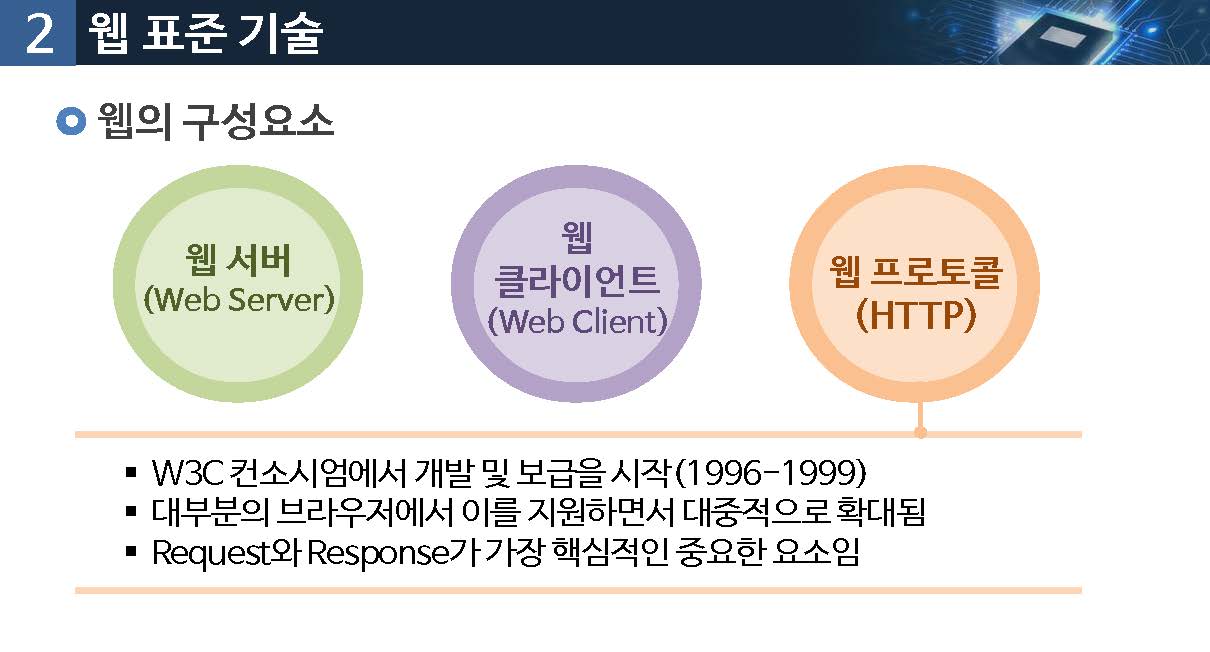 2 웹 표준 기술
웹의 구성요소
웹 서버
(Web Server)
웹
클라이언트
(Web Client)
웹 프로토콜
(HTTP)
▪ W3C 컨소시엄에서 개발 및 보급을 시작(1996-1999)
▪ 대부분의 브라우저에서 이를 지원하면서 대중적으로 확대됨
▪ Request와 Response가 가장 핵심적인 중요한 요소임